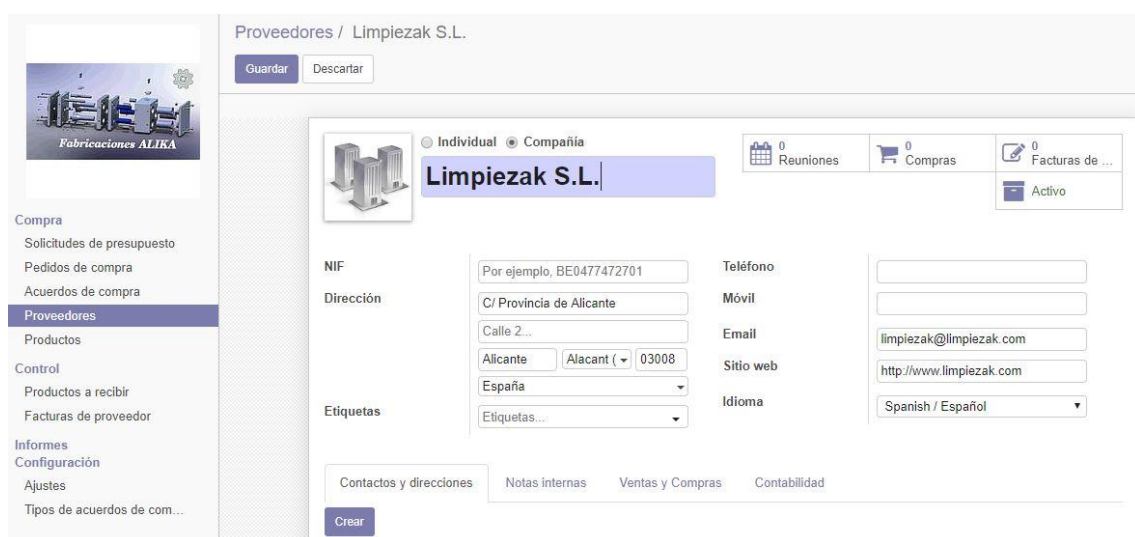 Proveedores / Limpiezak S.L.
Guardar Descartar
Fabricaciones ALIKA
Compra
Solicitudes de presupuesto
Pedidos de compra
Acuerdos de compra
Proveedores
Productos
Control
Productos a recibir
Facturas de proveedor
Informes
Configuración
Ajustes
Tipos de acuerdos de com...
Individual Compañía
Limpiezak S.L.
0 Reuniones
0 Compras
0 Facturas de ...
Activo
NIF Por ejemplo, BE0477472701
Dirección C/ Provincia de Alicante
Calle 2...
Alicante Alacant ( 03008
España
Etiquetas Etiquetas...
Teléfono
Móvil
Email limpiezak@limpiezak.com
Sitio web http://www.limpiezak.com
Idioma Spanish / Español
Contactos y direcciones Notas internas Ventas y Compras Contabilidad
Crear